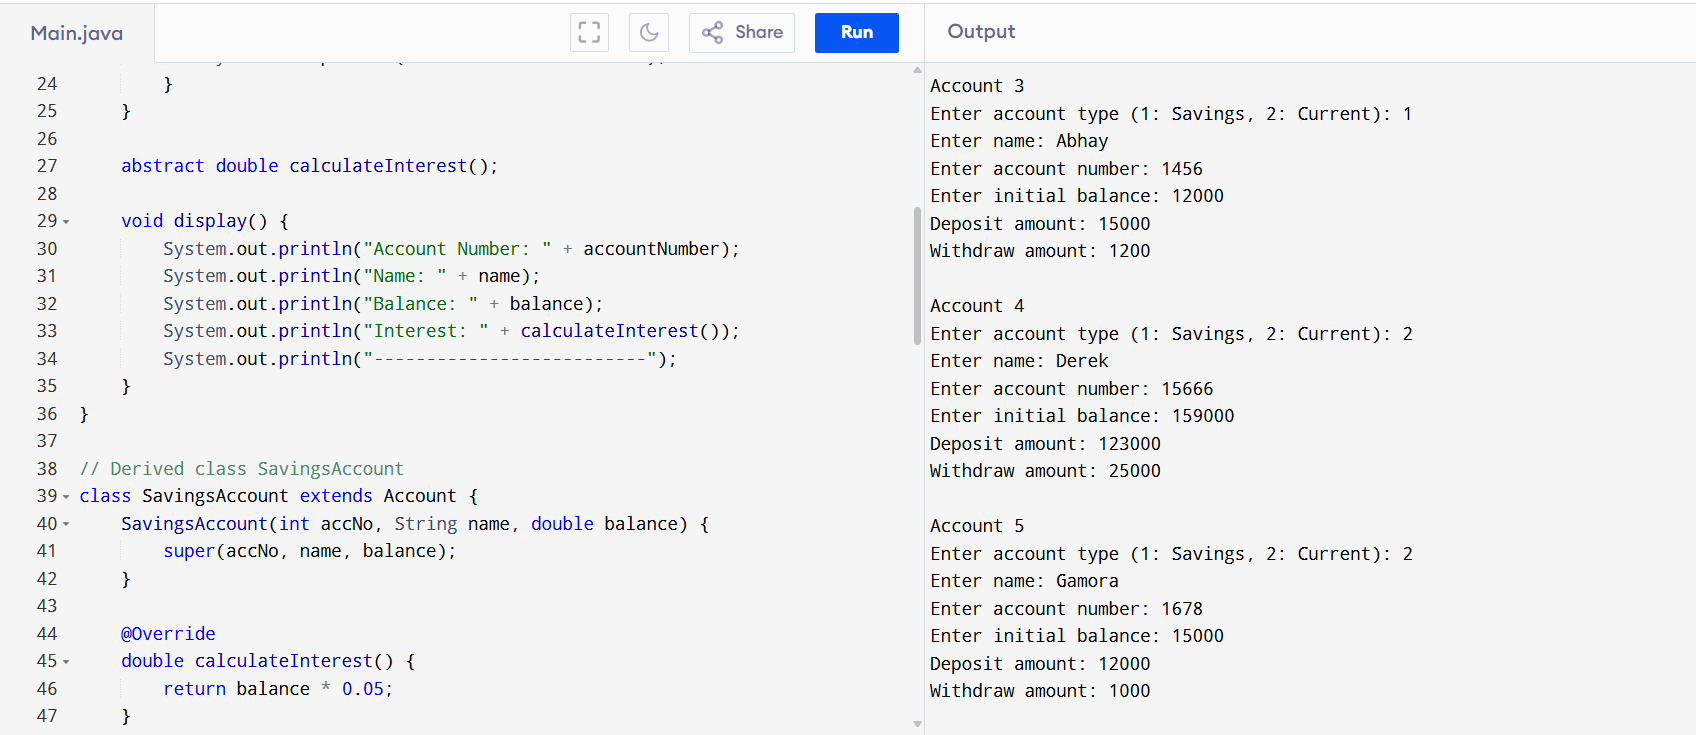 Main.java
Share
Run
Output
24 }
25 }
26
27 abstract double calculateInterest();
28
29 void display() {
30 System.out.println("Account Number: " + accountNumber);
31 System.out.println("Name: " + name);
32 System.out.println("Balance: " + balance);
33 System.out.println("Interest: " + calculateInterest());
34 System.out.println("--------------------------");
35 }
36 }
37
38 // Derived class SavingsAccount
39 class SavingsAccount extends Account {
40 SavingsAccount(int accNo, String name, double balance) {
41 super(accNo, name, balance);
42 }
43
44 @Override
45 double calculateInterest() {
46 return balance * 0.05;
47 }
Account 3
Enter account type (1: Savings, 2: Current): 1
Enter name: Abhay
Enter account number: 1456
Enter initial balance: 12000
Deposit amount: 15000
Withdraw amount: 1200
Account 4
Enter account type (1: Savings, 2: Current): 2
Enter name: Derek
Enter account number: 15666
Enter initial balance: 159000
Deposit amount: 123000
Withdraw amount: 25000
Account 5
Enter account type (1: Savings, 2: Current): 2
Enter name: Gamora
Enter account number: 1678
Enter initial balance: 15000
Deposit amount: 12000
Withdraw amount: 1000